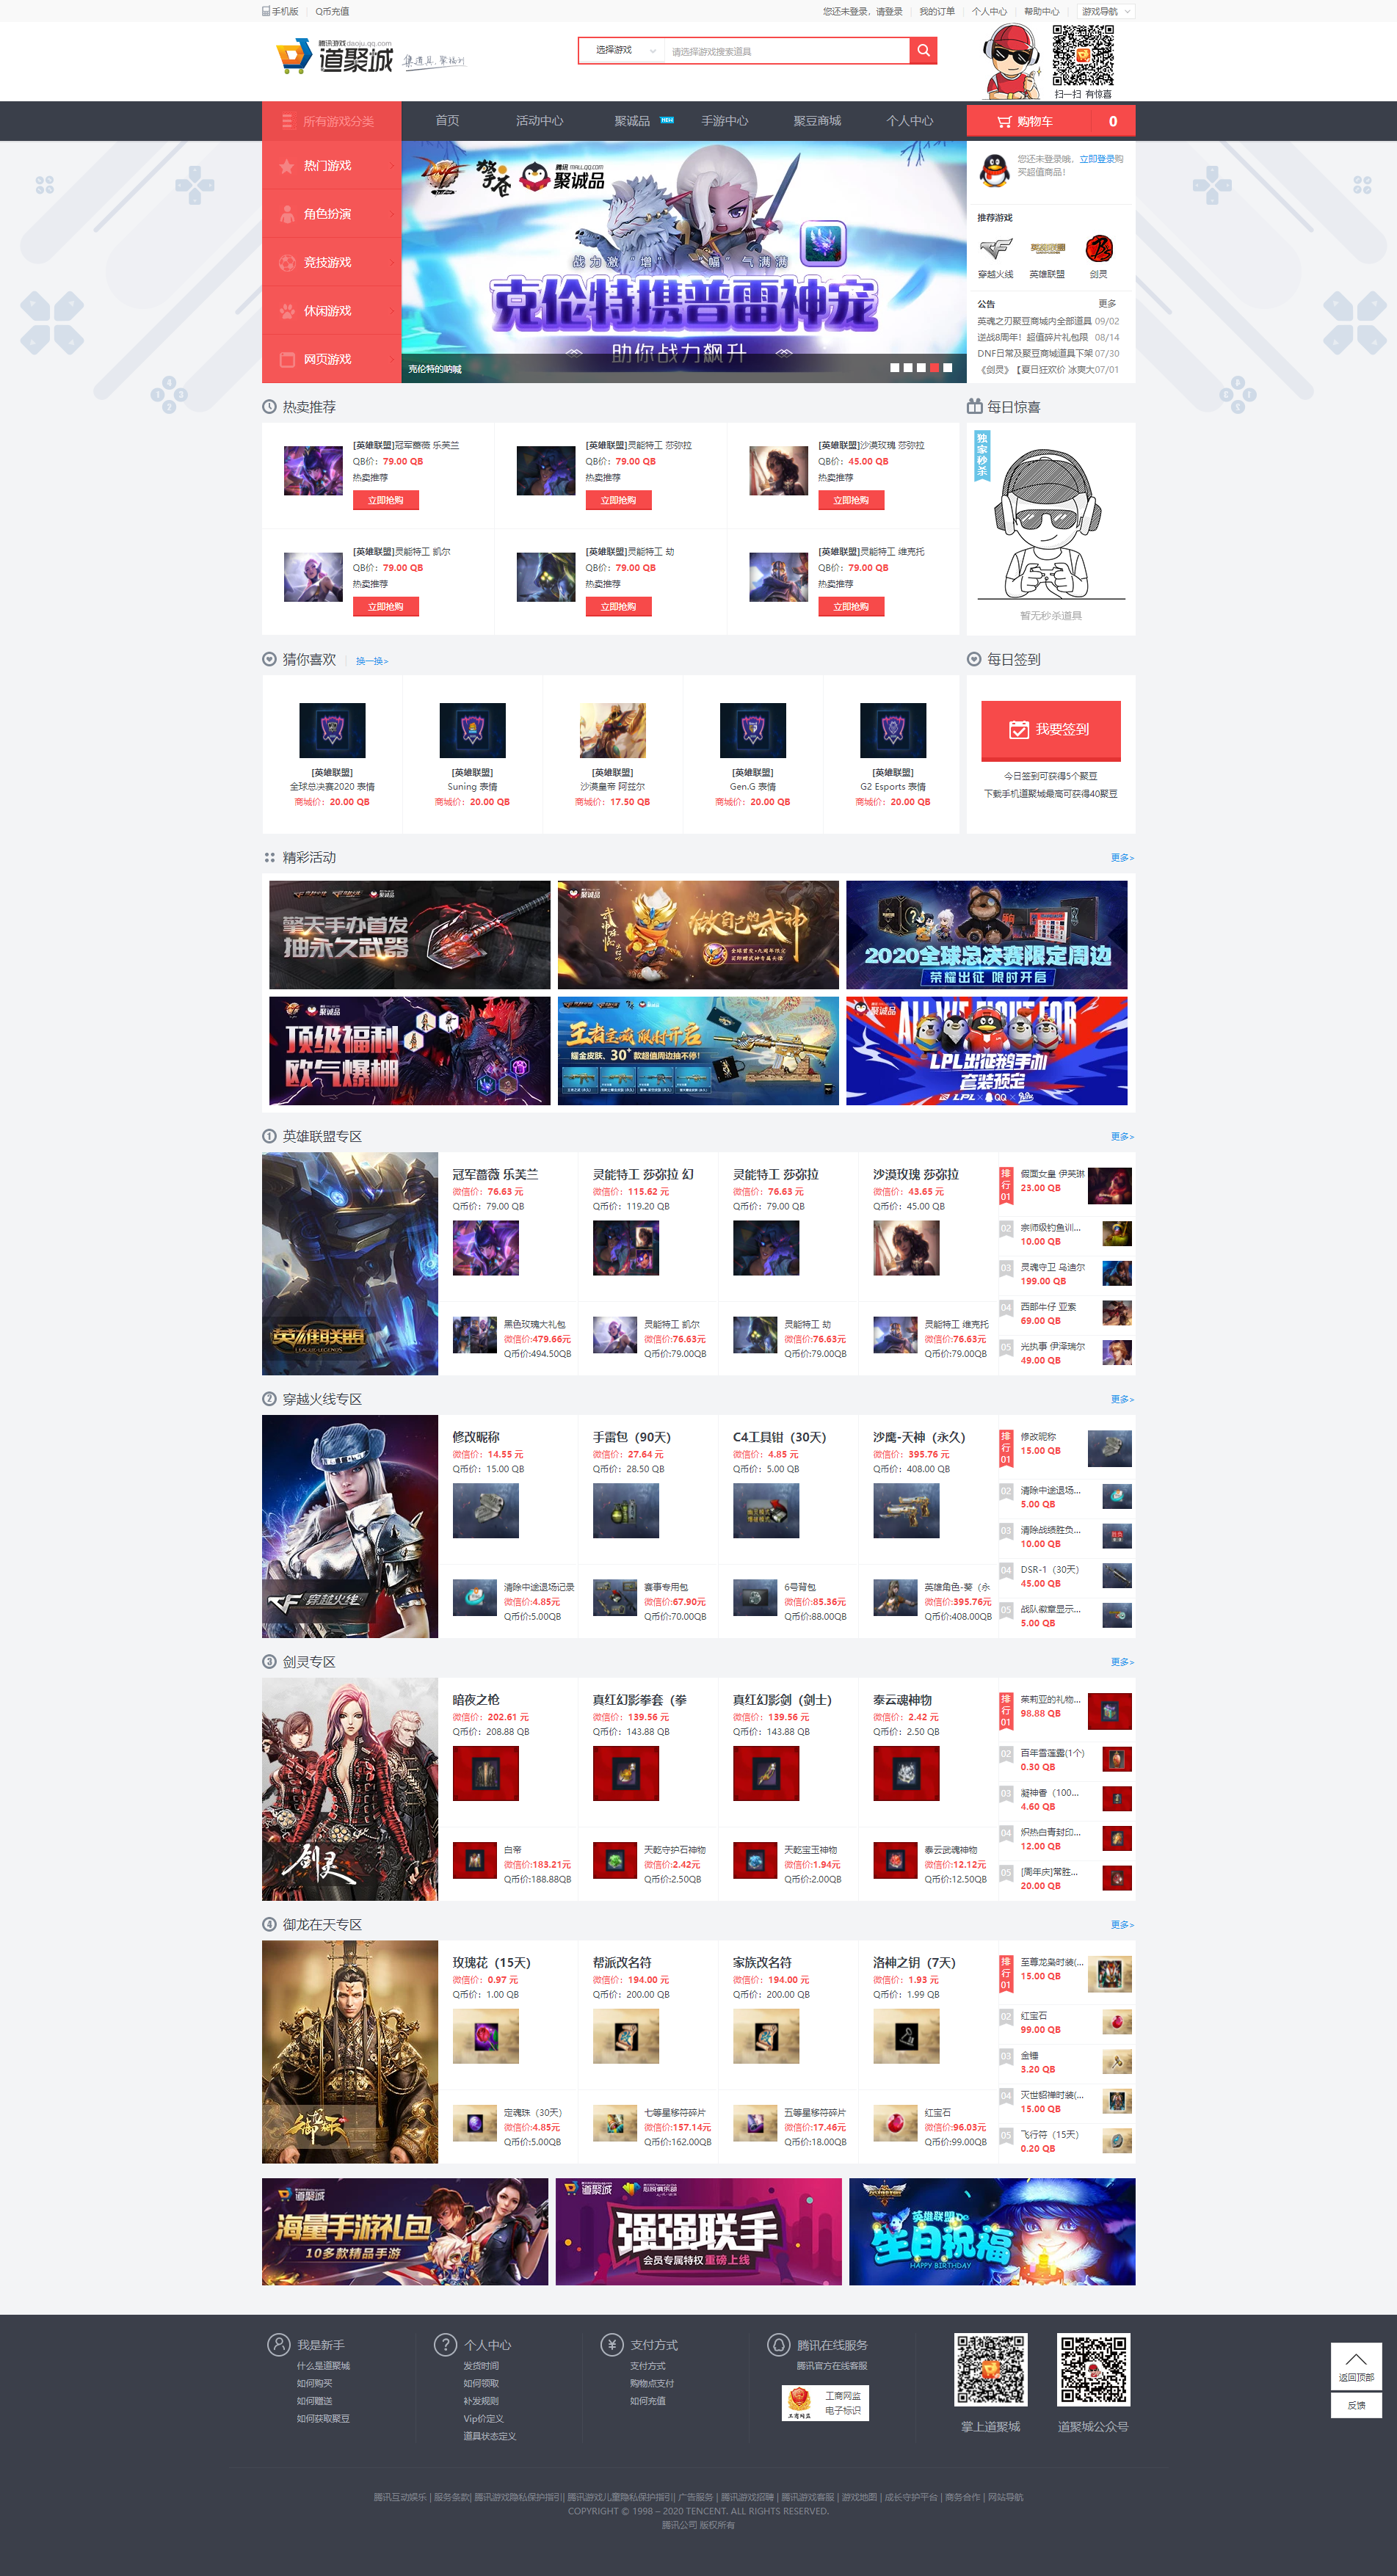 手机版 | Q币充值
您还未登录，请登录 | 我的订单 | 个人中心 | 帮助中心 | 游戏导航
腾讯游戏 daoju.qq.com
道聚城
集道具，聚福利
选择游戏
请选择游戏搜索道具
扫一扫 有惊喜
所有游戏分类
首页
活动中心
聚诚品
NEW
手游中心
聚豆商城
个人中心
购物车 0
热门游戏
角色扮演
竞技游戏
休闲游戏
网页游戏
腾讯 MALL.QQ.COM
聚诚品
战力激“增” “幅”气满满
克伦特携普雷神宠
助你战力飙升
克伦特的呐喊
您还未登录哦，立即登录购
买超值商品！
推荐游戏
穿越火线
英雄联盟
剑灵
公告 更多
英魂之刃聚豆商城内全部道具 09/02
逆战8周年！超值碎片礼包限 08/14
DNF日常及聚豆商城道具下架 07/30
《剑灵》【夏日狂欢价 冰爽大 07/01
热卖推荐
[英雄联盟]冠军蔷薇 乐芙兰
QB价：79.00 QB
热卖推荐
立即抢购
[英雄联盟]灵能特工 莎弥拉
QB价：79.00 QB
热卖推荐
立即抢购
[英雄联盟]沙漠玫瑰 莎弥拉
QB价：45.00 QB
热卖推荐
立即抢购
[英雄联盟]灵能特工 凯尔
QB价：79.00 QB
热卖推荐
立即抢购
[英雄联盟]灵能特工 劫
QB价：79.00 QB
热卖推荐
立即抢购
[英雄联盟]灵能特工 维克托
QB价：79.00 QB
热卖推荐
立即抢购
每日惊喜
独家秒杀
暂无秒杀道具
猜你喜欢 | 换一换>
[英雄联盟]
全球总决赛2020 表情
商城价：20.00 QB
[英雄联盟]
Suning 表情
商城价：20.00 QB
[英雄联盟]
沙漠皇帝 阿兹尔
商城价：17.50 QB
[英雄联盟]
Gen.G 表情
商城价：20.00 QB
[英雄联盟]
G2 Esports 表情
商城价：20.00 QB
每日签到
我要签到
今日签到可获得5个聚豆
下载手机道聚城最高可获得40聚豆
精彩活动
更多>
擎天手办首发
抽永久武器
聚诚品
做自己的武神
2020全球总决赛限定周边
荣耀出征 限时开启
聚诚品
顶级福利
欧气爆棚
王者宝藏 限时开启
耀金皮肤、30+款超值周边抽不停！
聚诚品
ALL WE FIGHT FOR
LPL出征鹅手机
套装预定
LPL × QQ ×
1 英雄联盟专区
更多>
英雄联盟
LEAGUE·LEGENDS
冠军蔷薇 乐芙兰
微信价：76.63 元
Q币价：79.00 QB
灵能特工 莎弥拉 幻
微信价：115.62 元
Q币价：119.20 QB
灵能特工 莎弥拉
微信价：76.63 元
Q币价：79.00 QB
沙漠玫瑰 莎弥拉
微信价：43.65 元
Q币价：45.00 QB
黑色玫瑰大礼包
微信价:479.66元
Q币价:494.50QB
灵能特工 凯尔
微信价:76.63元
Q币价:79.00QB
灵能特工 劫
微信价:76.63元
Q币价:79.00QB
灵能特工 维克托
微信价:76.63元
Q币价:79.00QB
排行01
假面女皇 伊芙琳
23.00 QB
02
宗师级钓鱼训...
10.00 QB
03
灵魂守卫 乌迪尔
199.00 QB
04
西部牛仔 亚索
69.00 QB
05
光执事 伊泽瑞尔
49.00 QB
2 穿越火线专区
更多>
CF 穿越火线
修改昵称
微信价：14.55 元
Q币价：15.00 QB
手雷包（90天）
微信价：27.64 元
Q币价：28.50 QB
C4工具钳（30天）
微信价：4.85 元
Q币价：5.00 QB
沙鹰-天神（永久）
微信价：395.76 元
Q币价：408.00 QB
清除中途退场记录
微信价:4.85元
Q币价:5.00QB
赛事专用包
微信价:67.90元
Q币价:70.00QB
6号背包
微信价:85.36元
Q币价:88.00QB
英雄角色-葵（永
微信价:395.76元
Q币价:408.00QB
排行01
修改昵称
15.00 QB
02
清除中途退场...
5.00 QB
03
清除战绩胜负...
10.00 QB
04
DSR-1（30天）
45.00 QB
05
战队徽章显示...
5.00 QB
3 剑灵专区
更多>
剑灵
暗夜之枪
微信价：202.61 元
Q币价：208.88 QB
真红幻影拳套（拳
微信价：139.56 元
Q币价：143.88 QB
真红幻影剑（剑士）
微信价：139.56 元
Q币价：143.88 QB
泰云魂神物
微信价：2.42 元
Q币价：2.50 QB
白帝
微信价:183.21元
Q币价:188.88QB
天乾守护石神物
微信价:2.42元
Q币价:2.50QB
天乾宝玉神物
微信价:1.94元
Q币价:2.00QB
泰云武魂神物
微信价:12.12元
Q币价:12.50QB
排行01
茱莉亚的礼物...
98.88 QB
02
百年雪莲露(1个)
0.30 QB
03
凝神香（100...
4.60 QB
04
炽热白青封印...
12.00 QB
05
[周年庆]常胜...
20.00 QB
4 御龙在天专区
更多>
玫瑰花（15天）
微信价：0.97 元
Q币价：1.00 QB
帮派改名符
微信价：194.00 元
Q币价：200.00 QB
家族改名符
微信价：194.00 元
Q币价：200.00 QB
洛神之钥（7天）
微信价：1.93 元
Q币价：1.99 QB
定魂珠（30天）
微信价:4.85元
Q币价:5.00QB
七等星移符碎片
微信价:157.14元
Q币价:162.00QB
五等星移符碎片
微信价:17.46元
Q币价:18.00QB
红宝石
微信价:96.03元
Q币价:99.00QB
排行01
至尊龙枭时装(...
15.00 QB
02
红宝石
99.00 QB
03
金锤
3.20 QB
04
灭世貂禅时装(...
15.00 QB
05
飞行符（15天）
0.20 QB
道聚城
海量手游礼包
10多款精品手游
道聚城 心悦俱乐部
强强联手
会员专属特权重磅上线
英雄联盟De
生日祝福
HAPPY BIRTHDAY
我是新手
什么是道聚城
如何购买
如何赠送
如何获取聚豆
个人中心
发货时间
如何领取
补发规则
Vip价定义
道具状态定义
支付方式
支付方式
购物点支付
如何充值
腾讯在线服务
腾讯官方在线客服
工商网监
电子标识
掌上道聚城
道聚城公众号
返回顶部
反馈
腾讯互动娱乐 | 服务条款| 腾讯游戏隐私保护指引| 腾讯游戏儿童隐私保护指引| 广告服务 | 腾讯游戏招聘 | 腾讯游戏客服 | 游戏地图 | 成长守护平台 | 商务合作 | 网站导航
COPYRIGHT © 1998 – 2020 TENCENT. ALL RIGHTS RESERVED.
腾讯公司 版权所有